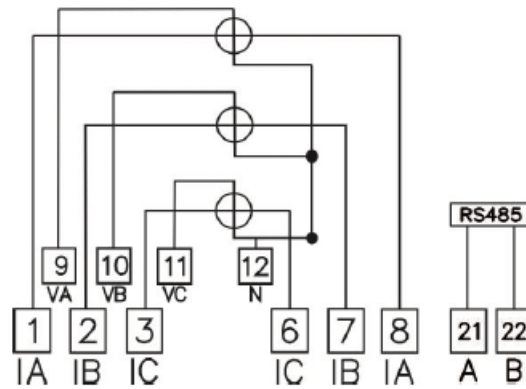 RS485
9 10 11 12
VA VB VC N
1 2 3 6 7 8 21 22
IA IB IC IC IB IA A B